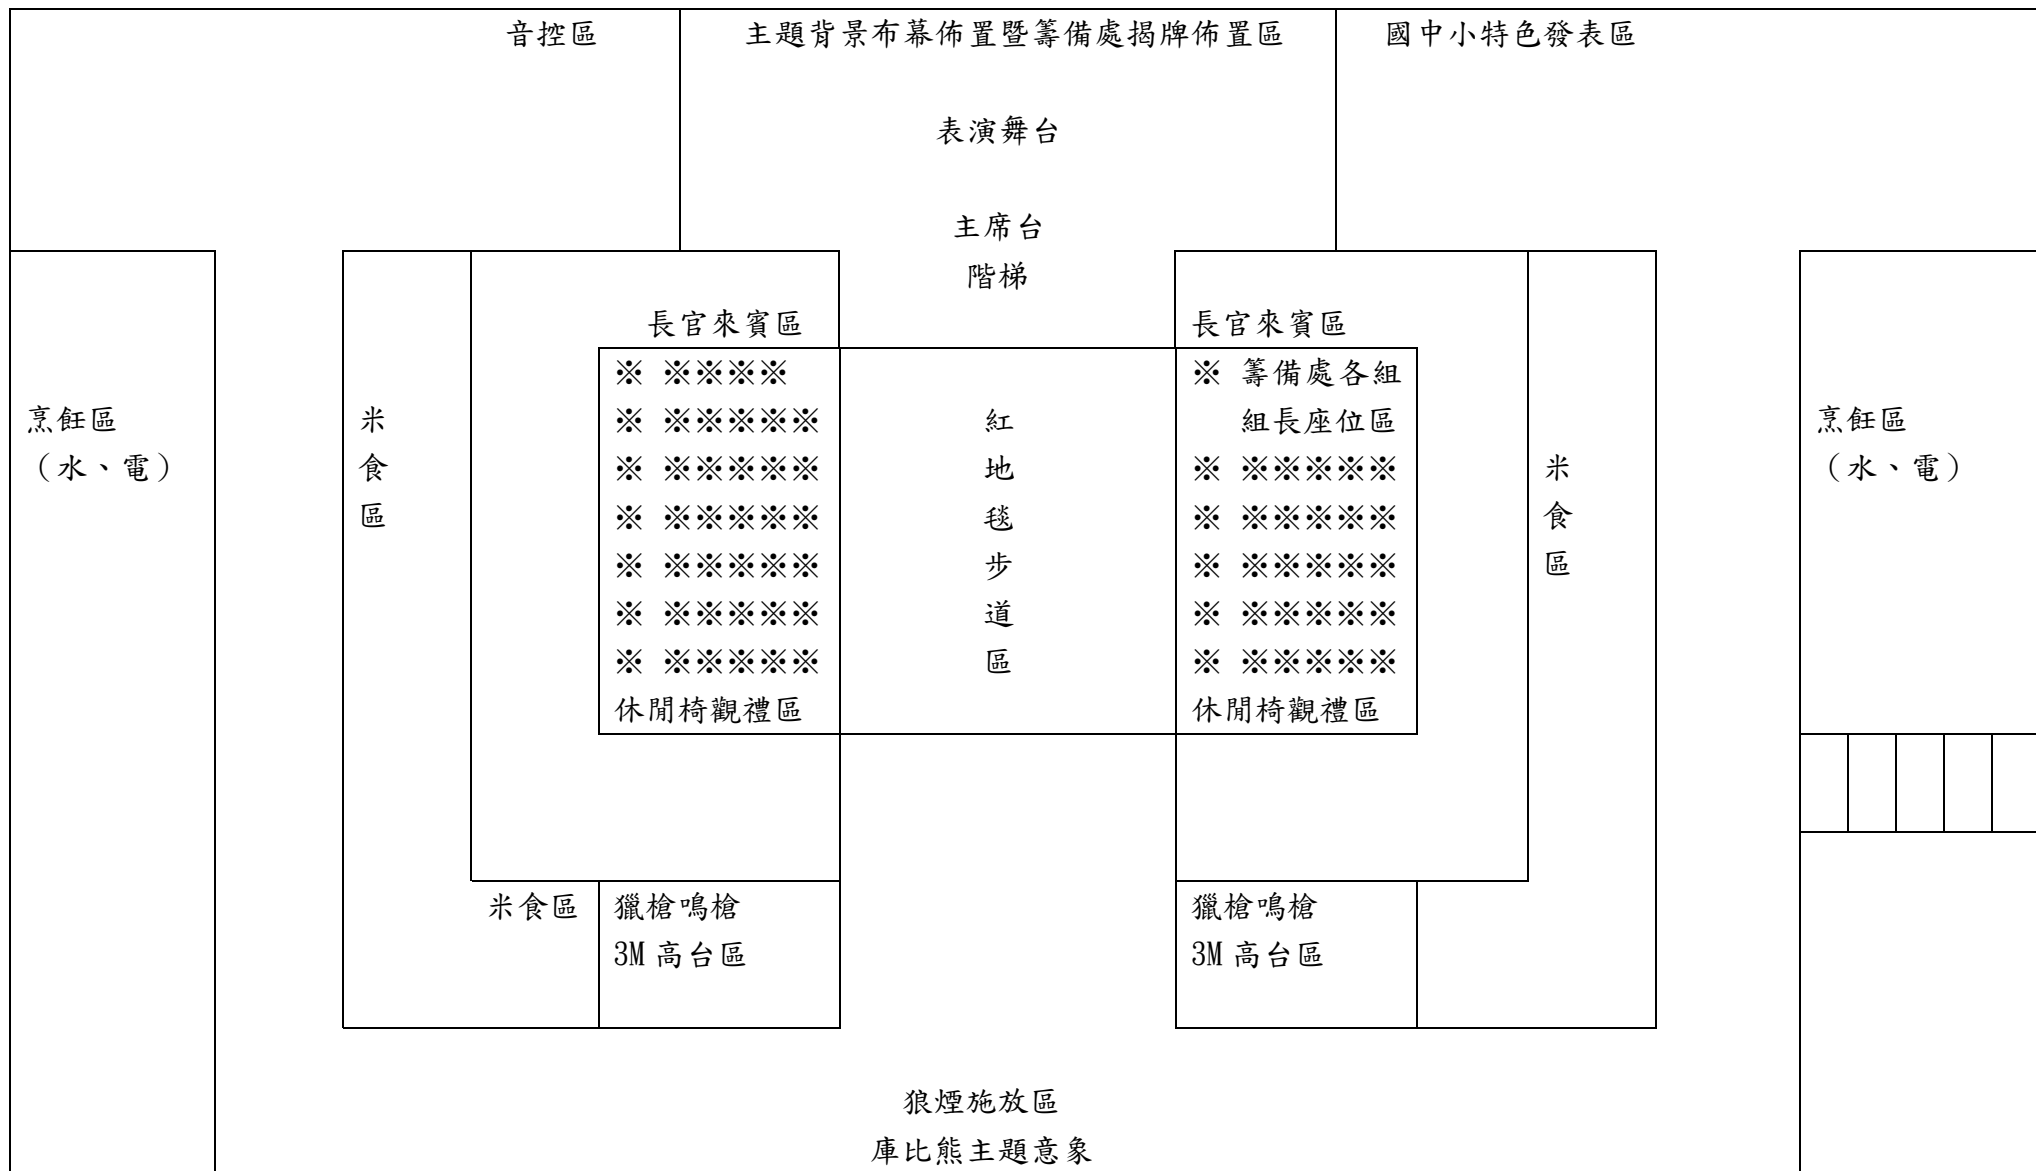 音控區
主題背景布幕佈置暨籌備處揭牌佈置區
國中小特色發表區
表演舞台
主席台
階梯
長官來賓區
長官來賓區
烹飪區
（水、電）
米
食
區
※ ※※※※
※ ※※※※※
※ ※※※※※
※ ※※※※※
※ ※※※※※
※ ※※※※※
※ ※※※※※
休閒椅觀禮區
紅
地
毯
步
道
區
※ 籌備處各組
組長座位區
※ ※※※※※
※ ※※※※※
※ ※※※※※
※ ※※※※※
※ ※※※※※
休閒椅觀禮區
米
食
區
烹飪區
（水、電）
米食區
獵槍鳴槍
3M 高台區
獵槍鳴槍
3M 高台區
狼煙施放區
庫比熊主題意象